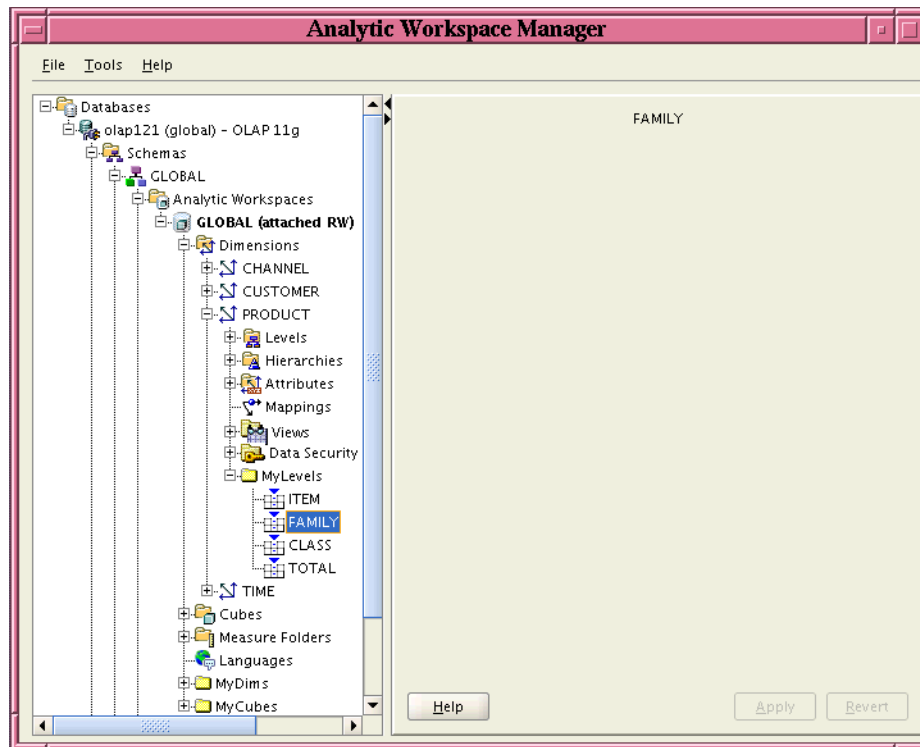 Analytic Workspace Manager
File Tools Help
Databases
olap121 (global) - OLAP 11g
Schemas
GLOBAL
Analytic Workspaces
GLOBAL (attached RW)
Dimensions
CHANNEL
CUSTOMER
PRODUCT
Levels
Hierarchies
Attributes
Mappings
Views
Data Security
MyLevels
ITEM
FAMILY
CLASS
TOTAL
TIME
Cubes
Measure Folders
Languages
MyDims
MyCubes
FAMILY
Help Apply Revert